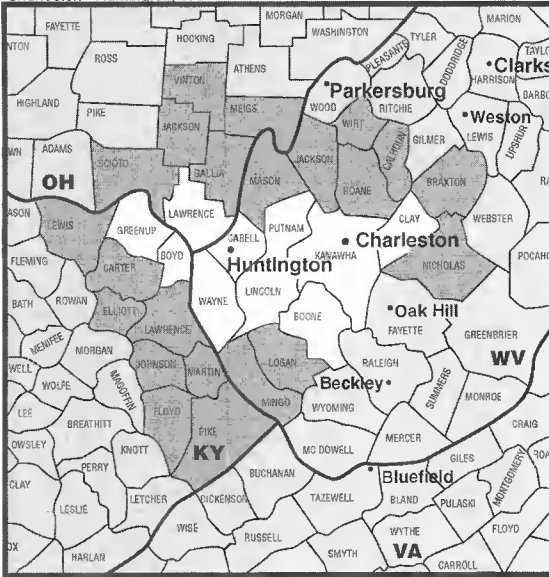 MORGAN
FAYETTE
HOCKING
WASHINGTON
MARION
TYLER
PLEASANTS
DODDRIDGE
NTON
ROSS
Clarks
HARRISON
TAYL
ATHENS
VINTON
Parkersburg
BARBO
WOOD
RITCHIE
HIGHLAND
PIKE
MEIGS
WIRT
Weston
JACKSON
LEWIS
UPSHUR
GILMER
CALHOUN
WN
ADAMS
SCIOTO
GALLIA
JACKSON
ROANE
BRAXTON
MASON
OH
LAWRENCE
CLAY
WEBSTER
ASON
LEWIS
GREENUP
PUTNAM
CABELL
KANAWHA
Charleston
POCAHO
FLEMING
BOYD
Huntington
NICHOLAS
CARTER
ROWAN
WAYNE
LINCOLN
BATH
ELLIOTT
BOONE
Oak Hill
FAYETTE
MENIFEE
LAWRENCE
GREENBRIER
MORGAN
WELL
WOLFE
JOHNSON
MARTIN
LOGAN
RALEIGH
WV
MAGOFFIN
Beckley
SUMMERS
LEE
MINGO
WYOMING
MONROE
FLOYD
BREATHITT
PIKE
OWSLEY
KNOTT
KY
MERCER
CRAIG
PERRY
MC DOWELL
GILES
BUCHANAN
Bluefield
MONTGOMERY
ROA
CLAY
LETCHER
DICKENSON
TAZEWELL
BLAND
PULASKI
LESLIE
WISE
RUSSELL
WYTHE
FLOYD
OX
HARLAN
SMYTH
VA
CARROLL